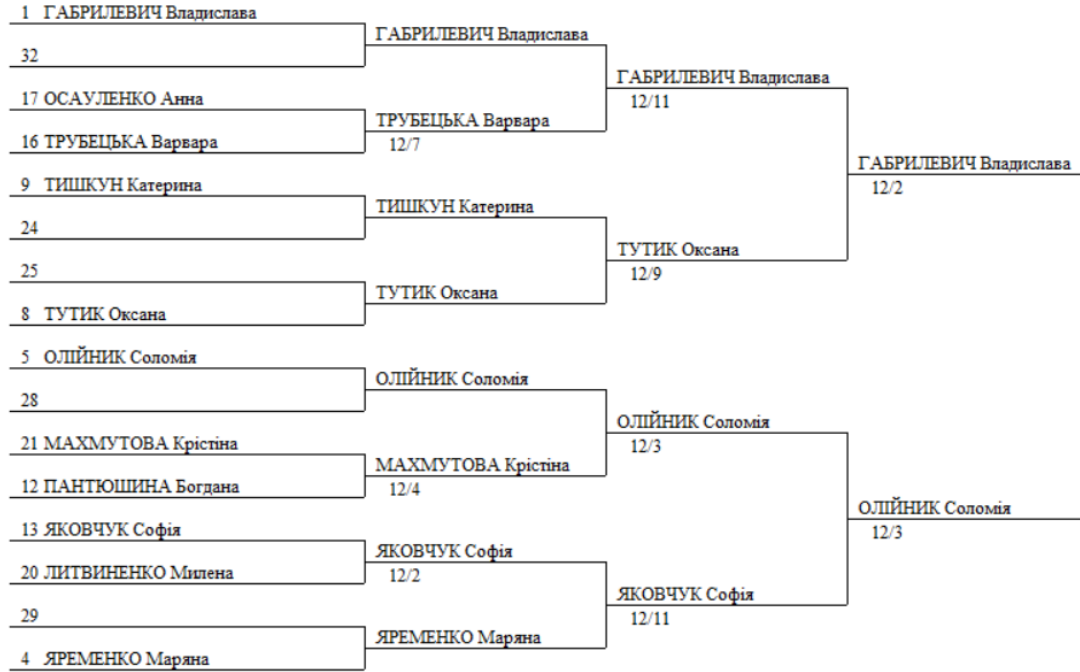 1 ГАБРИЛЕВИЧ Владислава
32
17 ОСАУЛЕНКО Анна
16 ТРУБЕЦЬКА Варвара
9 ТИШКУН Катерина
24
25
8 ТУТИК Оксана
5 ОЛІЙНИК Соломія
28
21 МАХМУТОВА Крістіна
12 ПАНТЮШИНА Богдана
13 ЯКОВЧУК Софія
20 ЛИТВИНЕНКО Милена
29
4 ЯРЕМЕНКО Маряна
ГАБРИЛЕВИЧ Владислава
ТРУБЕЦЬКА Варвара
12/7
ТИШКУН Катерина
ТУТИК Оксана
ОЛІЙНИК Соломія
МАХМУТОВА Крістіна
12/4
ЯКОВЧУК Софія
12/2
ЯРЕМЕНКО Маряна
ГАБРИЛЕВИЧ Владислава
12/11
ТУТИК Оксана
12/9
ОЛІЙНИК Соломія
12/3
ЯКОВЧУК Софія
12/11
ГАБРИЛЕВИЧ Владислава
12/2
ОЛІЙНИК Соломія
12/3